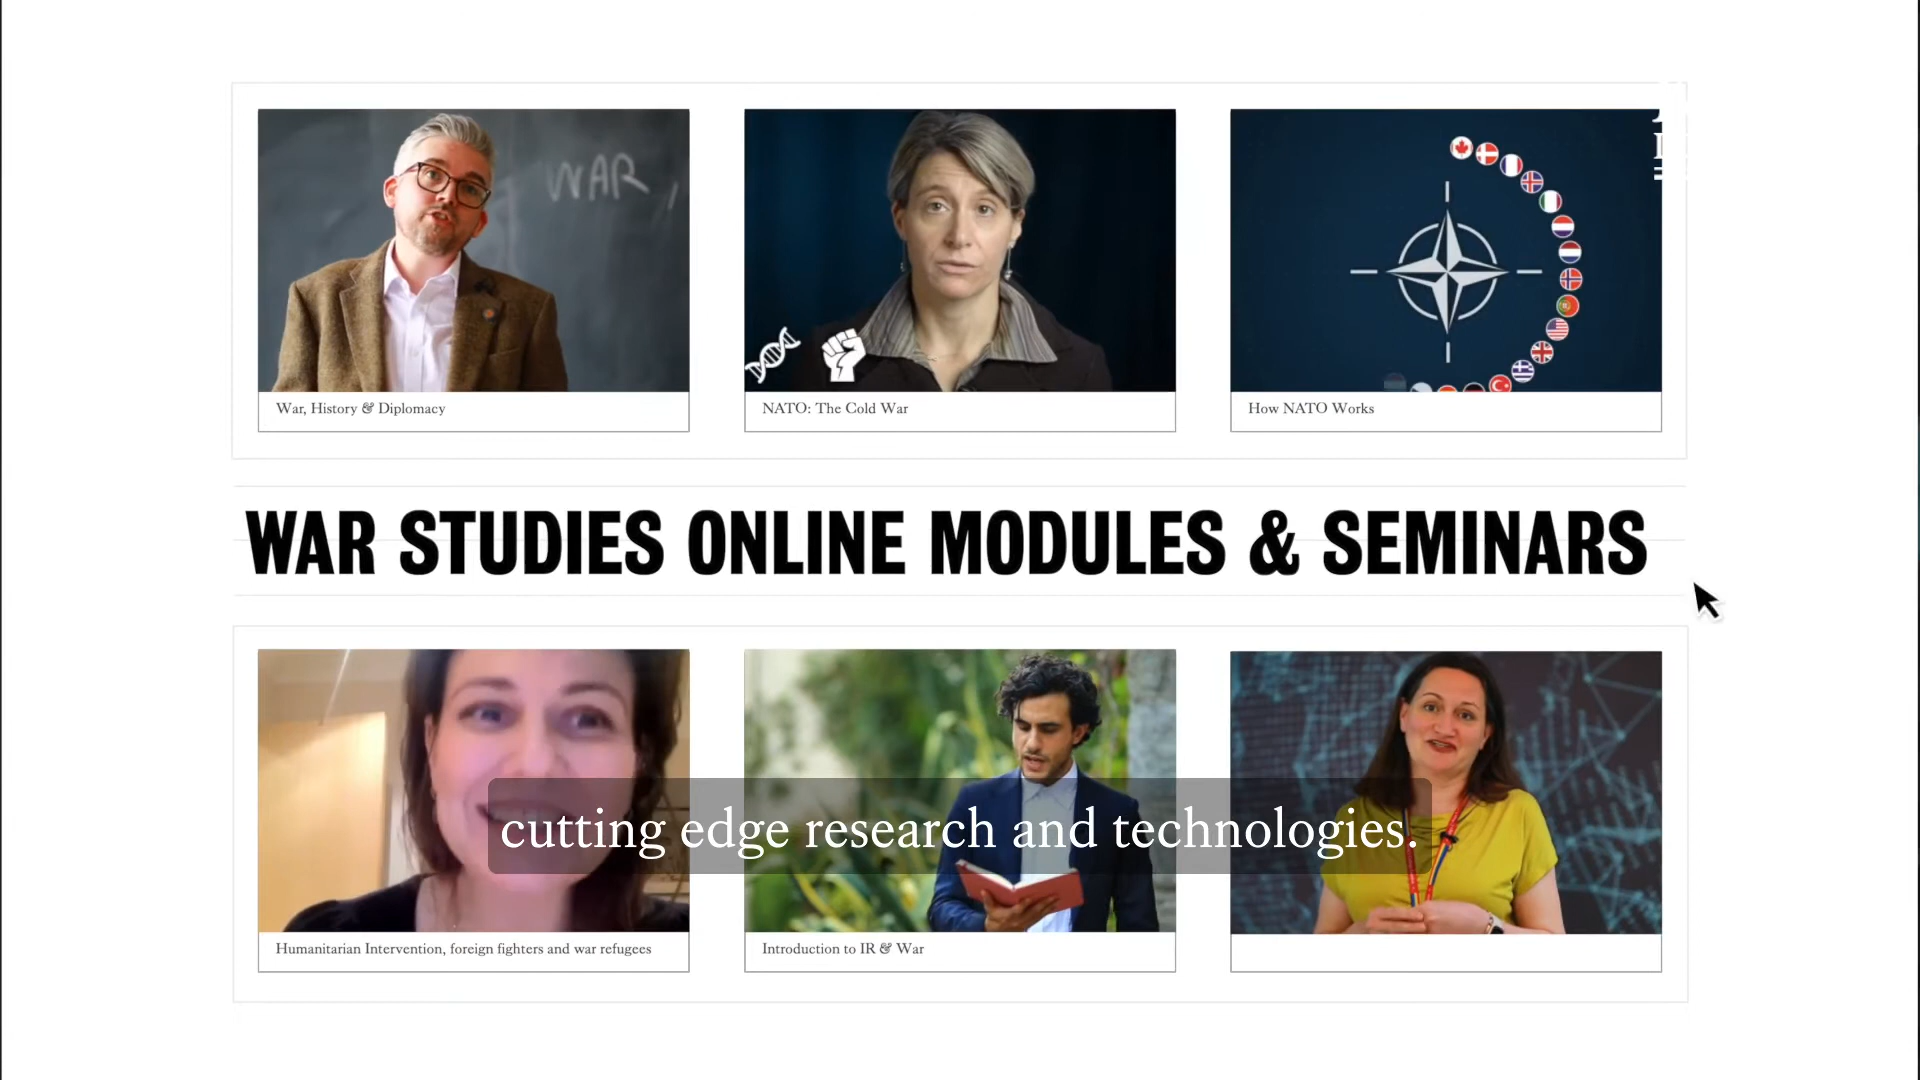 WAR,
War, History & Diplomacy
NATO: The Cold War
How NATO Works
WAR STUDIES ONLINE MODULES & SEMINARS
cutting edge research and technologies.
Humanitarian Intervention, foreign fighters and war refugees
Introduction to IR & War